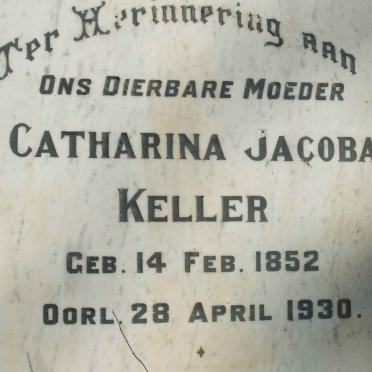 Ter Herinnering aan
Ons Dierbare Moeder
Catharina Jacoba
Keller
Geb. 14 Feb. 1852
Oorl. 28 April 1930.